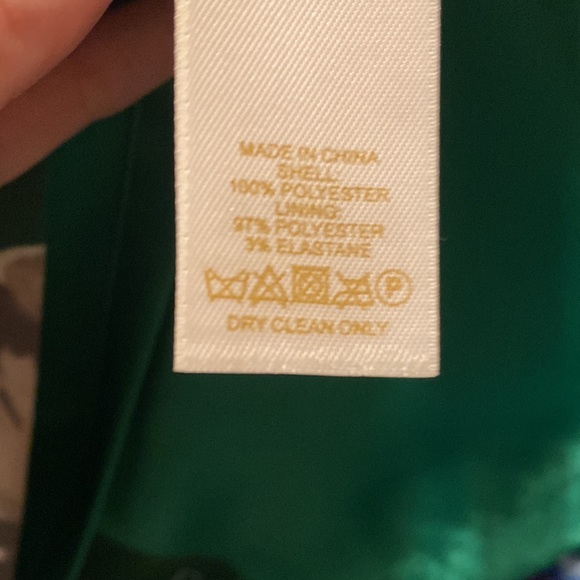 MADE IN CHINA
SHELL:
100% POLYESTER
LINING:
97% POLYESTER
3% ELASTANE
P
DRY CLEAN ONLY